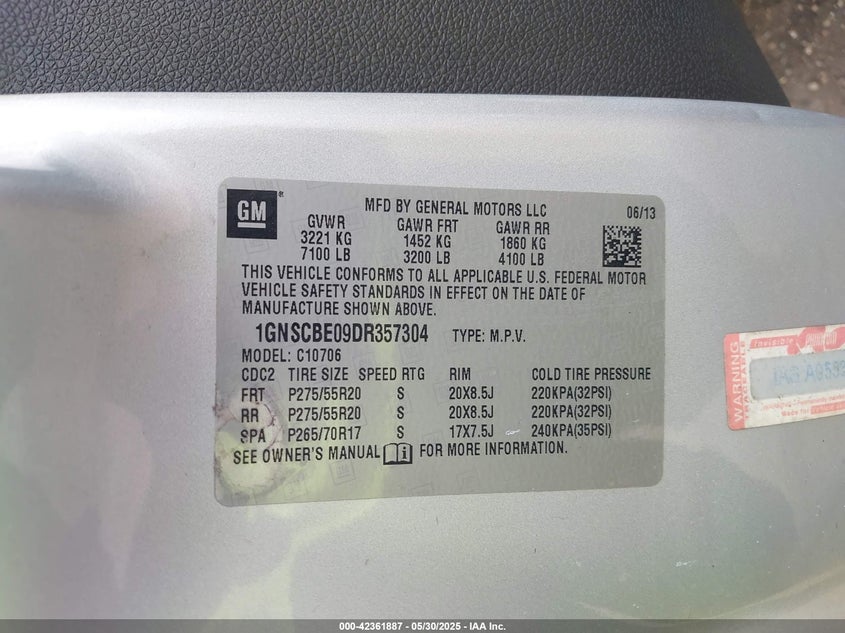 GM ®
MFD BY GENERAL MOTORS LLC 06/13
GVWR GAWR FRT GAWR RR
3221 KG 1452 KG 1860 KG
7100 LB 3200 LB 4100 LB
THIS VEHICLE CONFORMS TO ALL APPLICABLE U.S. FEDERAL MOTOR
VEHICLE SAFETY STANDARDS IN EFFECT ON THE DATE OF
MANUFACTURE SHOWN ABOVE.
1GNSCBE09DR357304 TYPE: M.P.V.
MODEL: C10706
CDC2 TIRE SIZE SPEED RTG RIM COLD TIRE PRESSURE
FRT P275/55R20 S 20X8.5J 220KPA(32PSI)
RR P275/55R20 S 20X8.5J 220KPA(32PSI)
SPA P265/70R17 S 17X7.5J 240KPA(35PSI)
SEE OWNER'S MANUAL FOR MORE INFORMATION.
WARNING
000-42361887 — 05/30/2025 — IAA Inc.